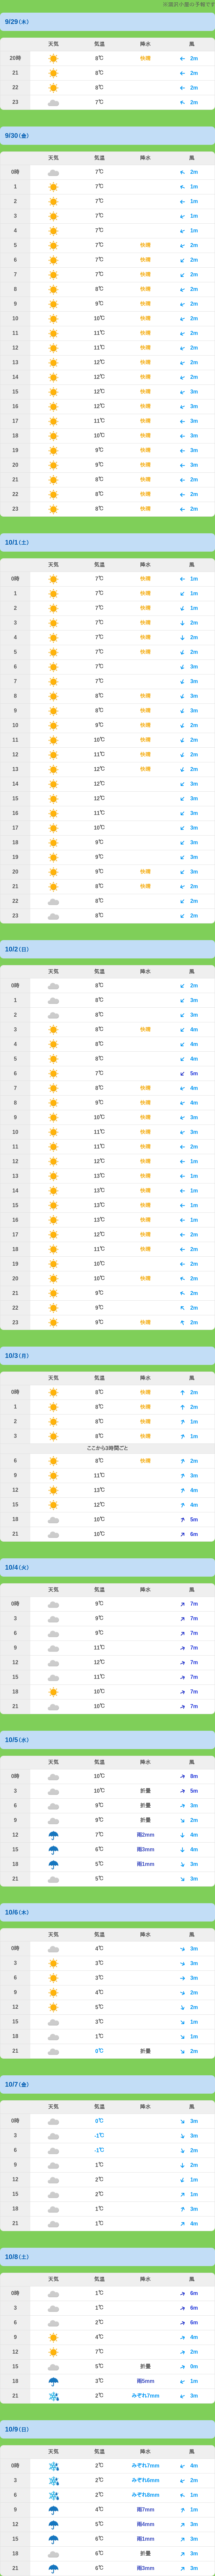 ※涸沢小屋の予報です
9/29（木）
天気 気温 降水 風
20時 8℃ 快晴 2m
21 8℃ 2m
22 8℃ 2m
23 7℃ 2m
9/30（金）
天気 気温 降水 風
0時 7℃ 2m
1 7℃ 1m
2 7℃ 1m
3 7℃ 1m
4 7℃ 1m
5 7℃ 快晴 2m
6 7℃ 快晴 2m
7 7℃ 快晴 2m
8 8℃ 快晴 2m
9 9℃ 快晴 2m
10 10℃ 快晴 2m
11 11℃ 快晴 2m
12 11℃ 快晴 2m
13 12℃ 快晴 2m
14 12℃ 快晴 2m
15 12℃ 快晴 3m
16 12℃ 快晴 3m
17 11℃ 快晴 3m
18 10℃ 快晴 3m
19 9℃ 快晴 3m
20 9℃ 快晴 3m
21 8℃ 快晴 2m
22 8℃ 快晴 2m
23 8℃ 快晴 2m
10/1（土）
天気 気温 降水 風
0時 7℃ 快晴 1m
1 7℃ 快晴 1m
2 7℃ 快晴 1m
3 7℃ 快晴 2m
4 7℃ 快晴 2m
5 7℃ 快晴 2m
6 7℃ 3m
7 7℃ 3m
8 8℃ 快晴 3m
9 8℃ 快晴 3m
10 9℃ 快晴 2m
11 10℃ 快晴 2m
12 11℃ 快晴 2m
13 12℃ 快晴 2m
14 12℃ 3m
15 12℃ 3m
16 11℃ 3m
17 10℃ 3m
18 9℃ 3m
19 9℃ 3m
20 9℃ 快晴 3m
21 8℃ 快晴 2m
22 8℃ 2m
23 8℃ 2m
10/2（日）
天気 気温 降水 風
0時 8℃ 2m
1 8℃ 3m
2 8℃ 3m
3 8℃ 快晴 4m
4 8℃ 4m
5 8℃ 4m
6 7℃ 5m
7 8℃ 快晴 4m
8 9℃ 快晴 4m
9 10℃ 快晴 3m
10 11℃ 快晴 3m
11 11℃ 快晴 2m
12 12℃ 快晴 1m
13 13℃ 快晴 1m
14 13℃ 快晴 1m
15 13℃ 快晴 1m
16 13℃ 快晴 1m
17 12℃ 快晴 2m
18 11℃ 快晴 2m
19 10℃ 2m
20 10℃ 快晴 2m
21 9℃ 2m
22 9℃ 2m
23 9℃ 快晴 2m
10/3（月）
天気 気温 降水 風
0時 8℃ 快晴 2m
1 8℃ 快晴 2m
2 8℃ 快晴 1m
3 8℃ 快晴 1m
ここから3時間ごと
6 8℃ 快晴 2m
9 11℃ 3m
12 13℃ 4m
15 12℃ 4m
18 10℃ 5m
21 10℃ 6m
10/4（火）
天気 気温 降水 風
0時 9℃ 7m
3 9℃ 7m
6 9℃ 7m
9 11℃ 7m
12 12℃ 7m
15 11℃ 7m
18 10℃ 7m
21 10℃ 7m
10/5（水）
天気 気温 降水 風
0時 10℃ 8m
3 10℃ 折畳 5m
6 9℃ 折畳 3m
9 9℃ 折畳 2m
12 7℃ 雨2mm 4m
15 6℃ 雨3mm 4m
18 5℃ 雨1mm 3m
21 5℃ 3m
10/6（木）
天気 気温 降水 風
0時 4℃ 3m
3 3℃ 3m
6 3℃ 3m
9 4℃ 2m
12 5℃ 2m
15 3℃ 1m
18 1℃ 1m
21 0℃ 折畳 2m
10/7（金）
天気 気温 降水 風
0時 0℃ 3m
3 -1℃ 3m
6 -1℃ 2m
9 1℃ 2m
12 2℃ 1m
15 2℃ 1m
18 1℃ 3m
21 1℃ 4m
10/8（土）
天気 気温 降水 風
0時 1℃ 6m
3 1℃ 6m
6 2℃ 6m
9 4℃ 4m
12 7℃ 2m
15 5℃ 折畳 0m
18 3℃ 雨5mm 1m
21 2℃ みぞれ7mm 3m
10/9（日）
天気 気温 降水 風
0時 2℃ みぞれ7mm 4m
3 2℃ みぞれ6mm 2m
6 2℃ みぞれ8mm 1m
9 4℃ 雨7mm 1m
12 5℃ 雨4mm 3m
15 6℃ 雨1mm 3m
18 6℃ 折畳 3m
21 6℃ 雨3mm 3m